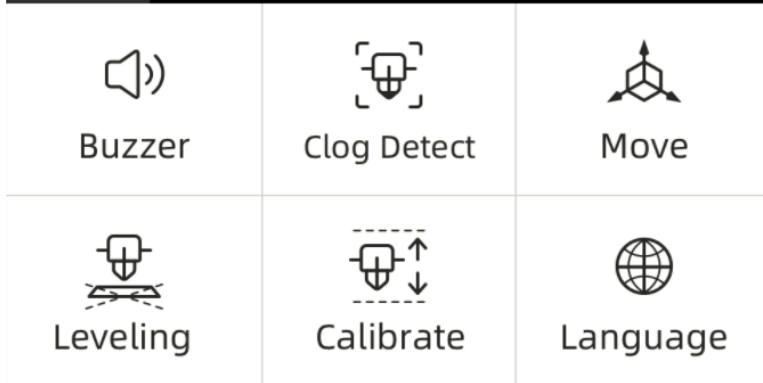 Buzzer
Clog Detect
Move
Leveling
Calibrate
Language